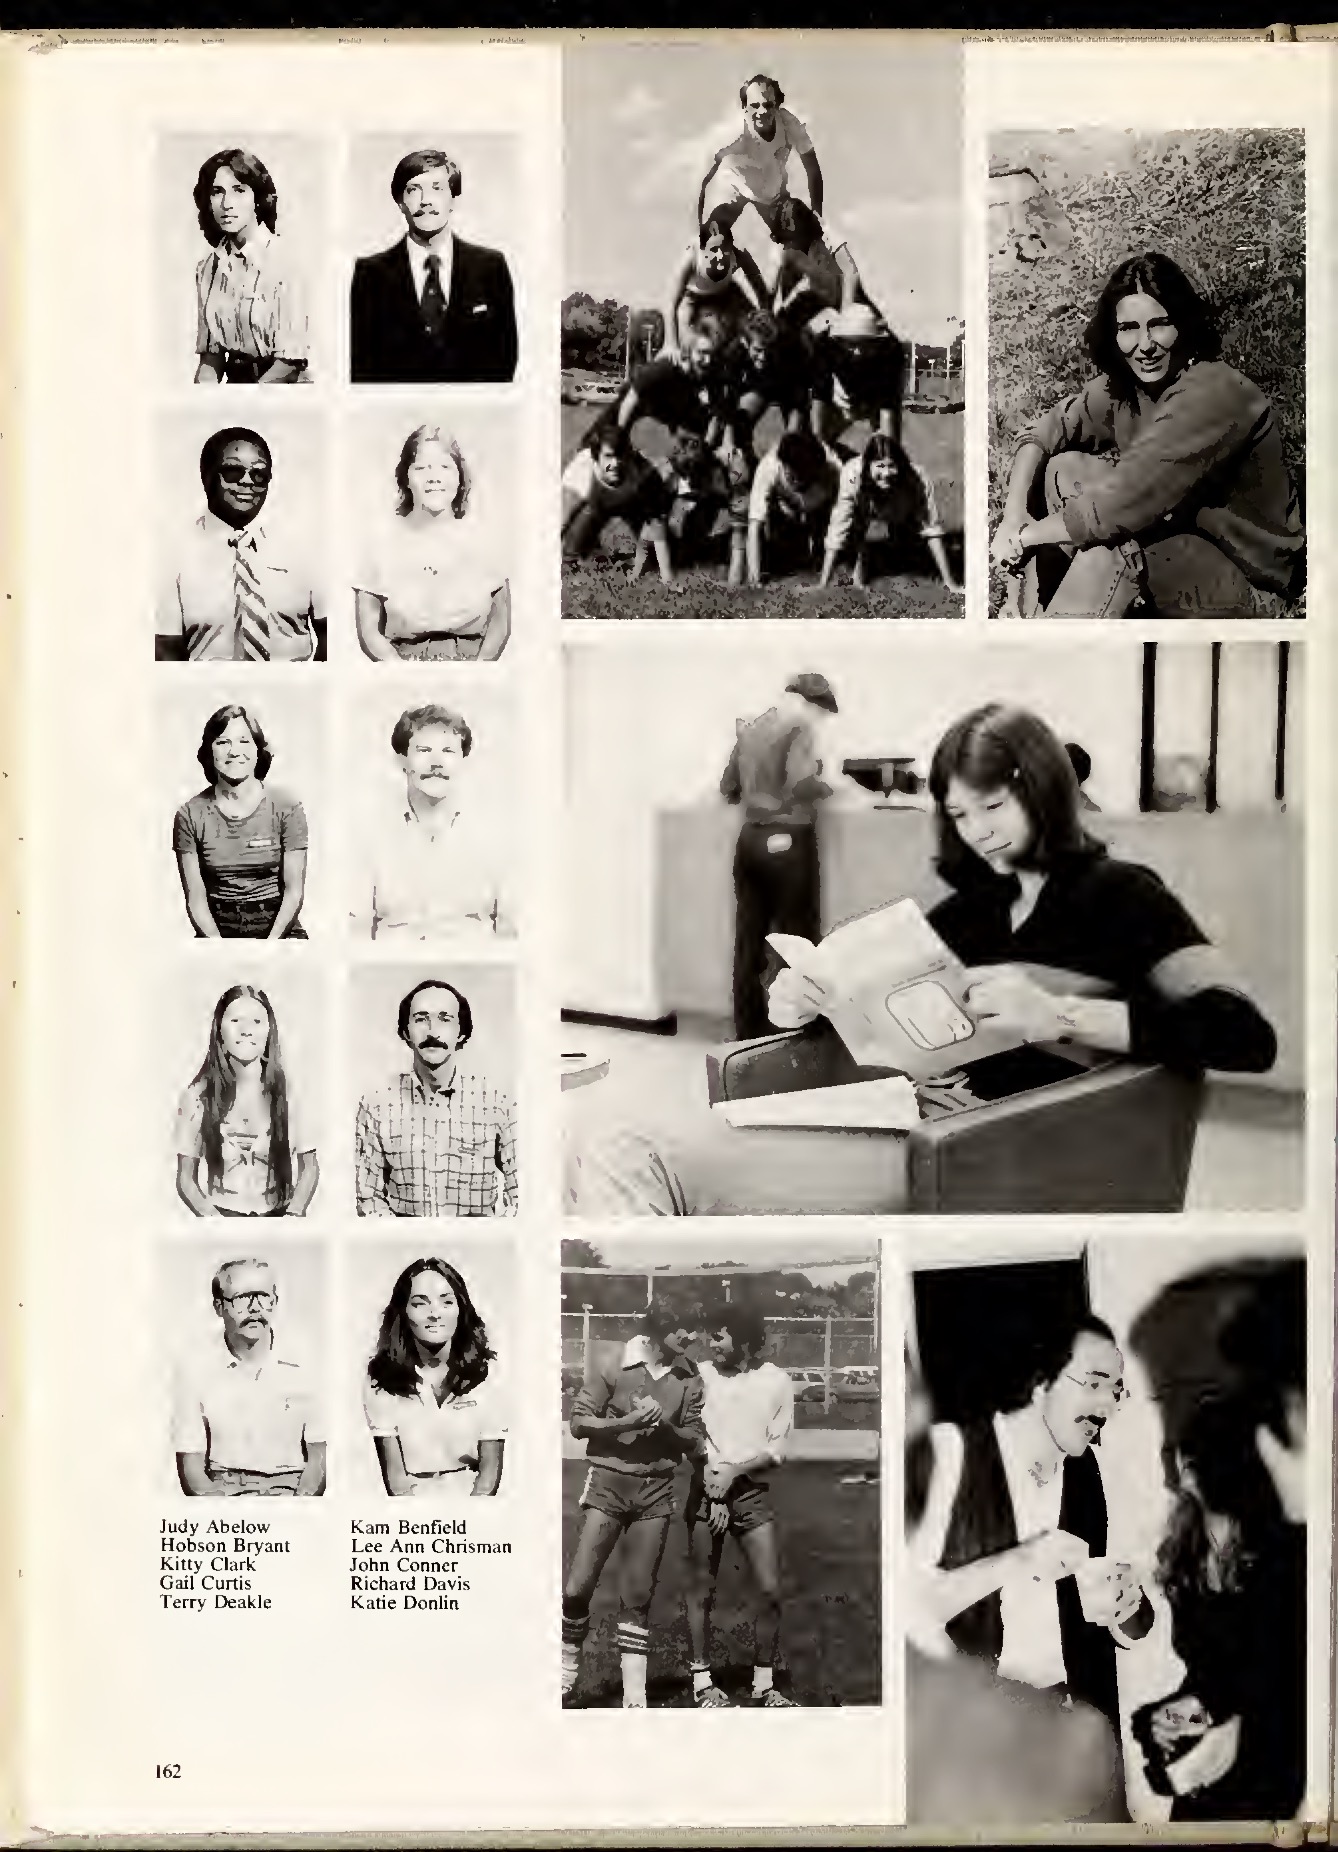 Judy Abelow
Hobson Bryant
Kitty Clark
Gail Curtis
Terry Deakle
Kam Benfield
Lee Ann Chrisman
John Conner
Richard Davis
Katie Donlin
162